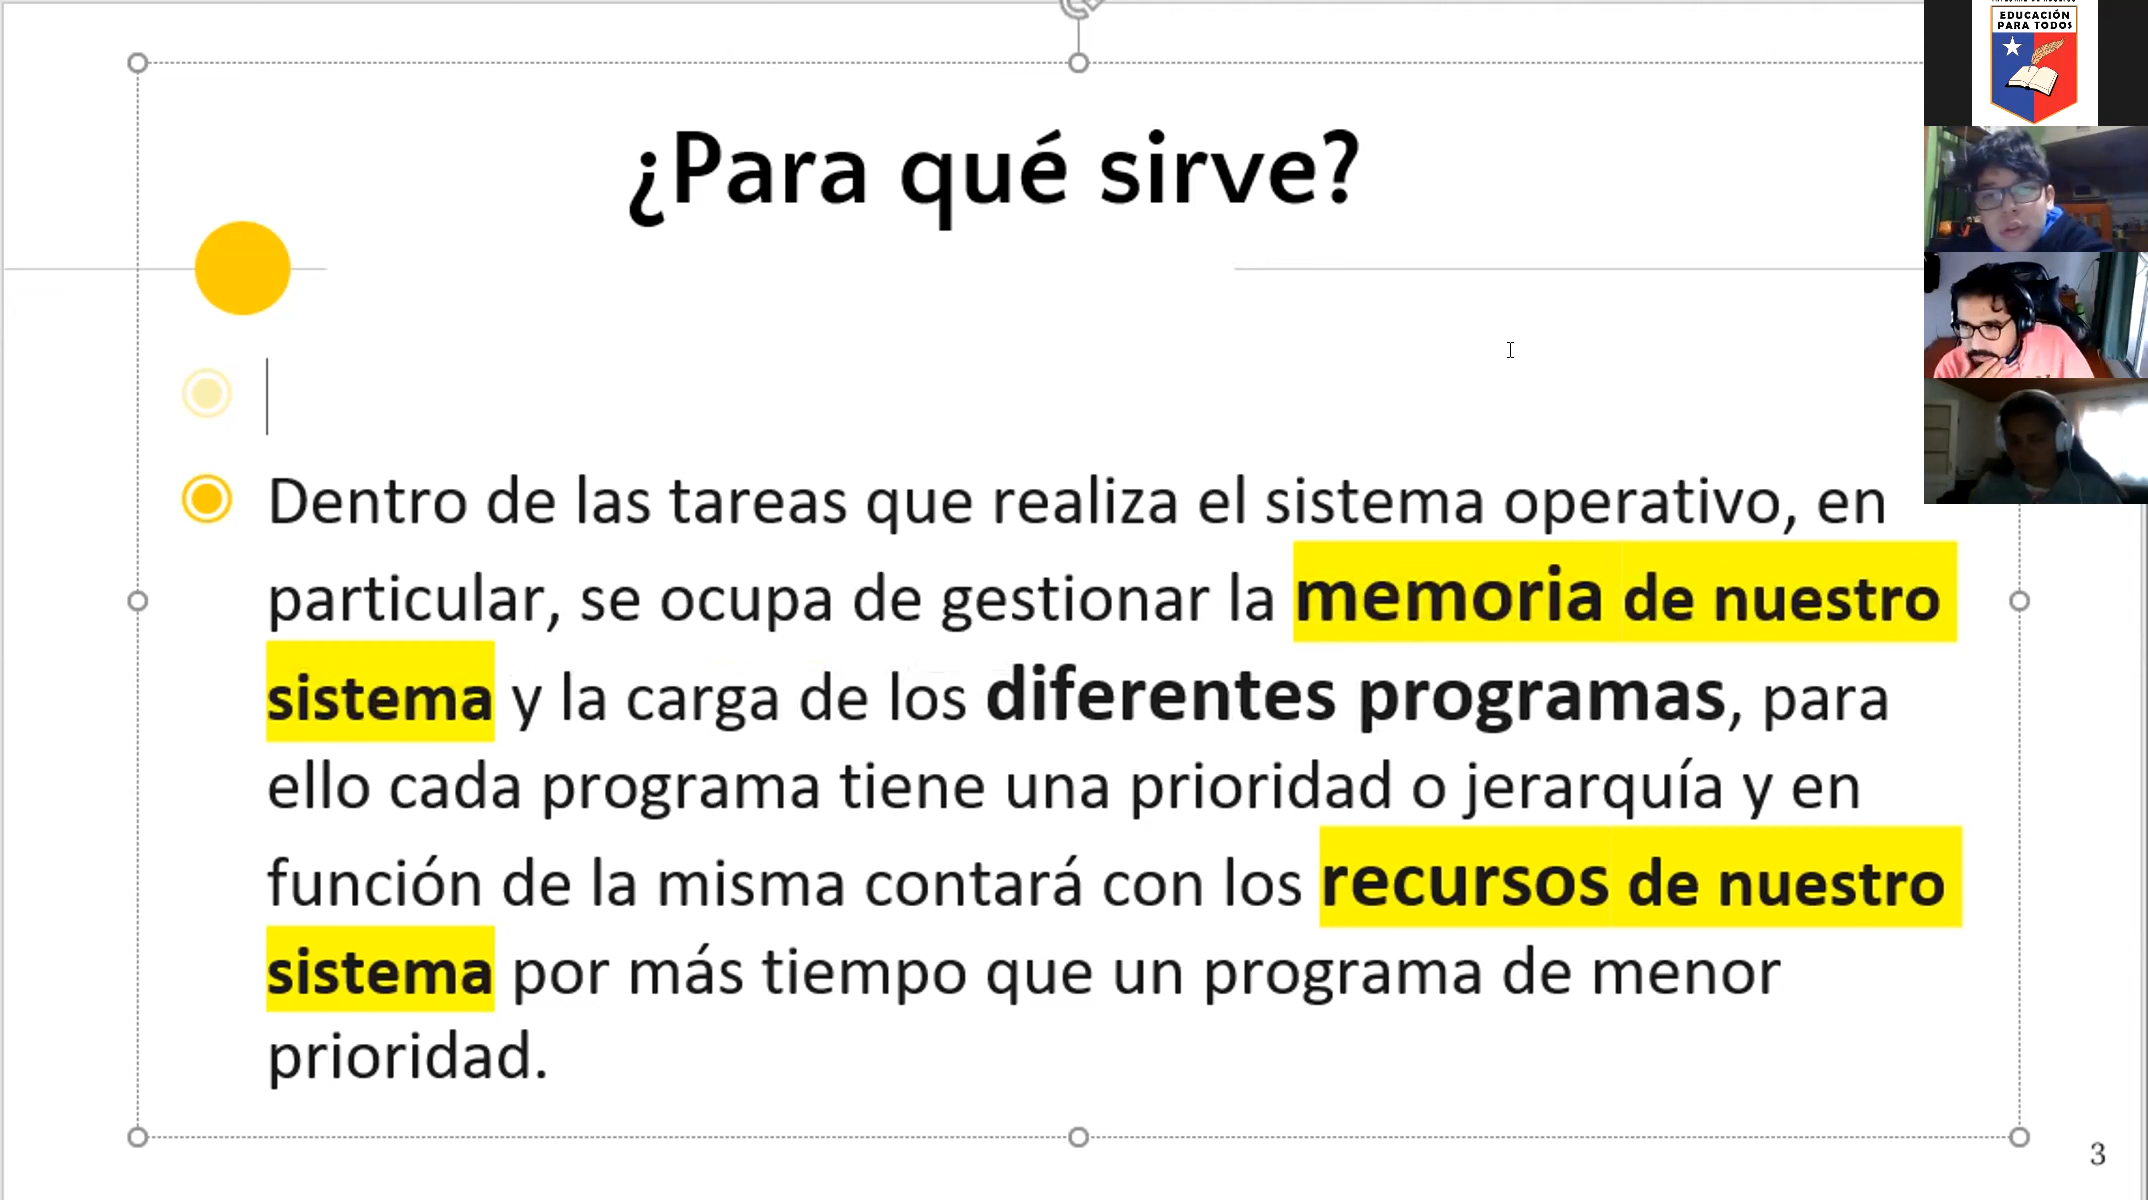 EDUCACIÓN
PARA TODOS
¿Para qué sirve?
Dentro de las tareas que realiza el sistema operativo, en
particular, se ocupa de gestionar la memoria de nuestro
sistema y la carga de los diferentes programas, para
ello cada programa tiene una prioridad o jerarquía y en
función de la misma contará con los recursos de nuestro
sistema por más tiempo que un programa de menor
prioridad.
3